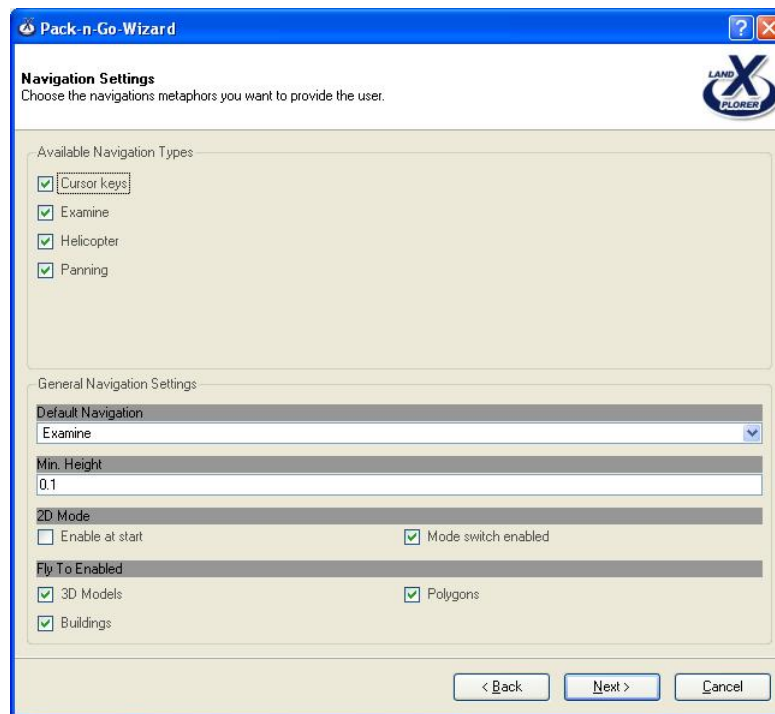 Pack-n-Go-Wizard
Navigation Settings
Choose the navigations metaphors you want to provide the user.
LAND X PLORER
Available Navigation Types
Cursor keys
Examine
Helicopter
Panning
General Navigation Settings
Default Navigation
Examine
Min. Height
0.1
2D Mode
Enable at start Mode switch enabled
Fly To Enabled
3D Models Polygons
Buildings
< Back Next > Cancel